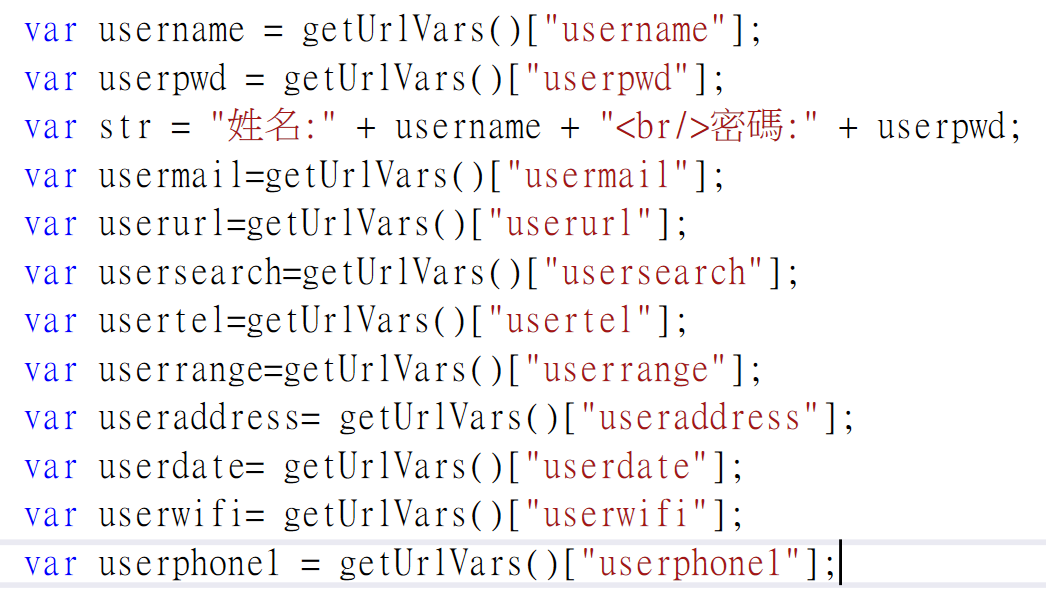 var username = getUrlVars()["username"];
var userpwd = getUrlVars()["userpwd"];
var str = "姓名:" + username + "<br/>密碼:" + userpwd;
var usermail=getUrlVars()["usermail"];
var userurl=getUrlVars()["userurl"];
var usersearch=getUrlVars()["usersearch"];
var usertel=getUrlVars()["usertel"];
var userrange=getUrlVars()["userrange"];
var useraddress= getUrlVars()["useraddress"];
var userdate= getUrlVars()["userdate"];
var userwifi= getUrlVars()["userwifi"];
var userphone1 = getUrlVars()["userphone1"];